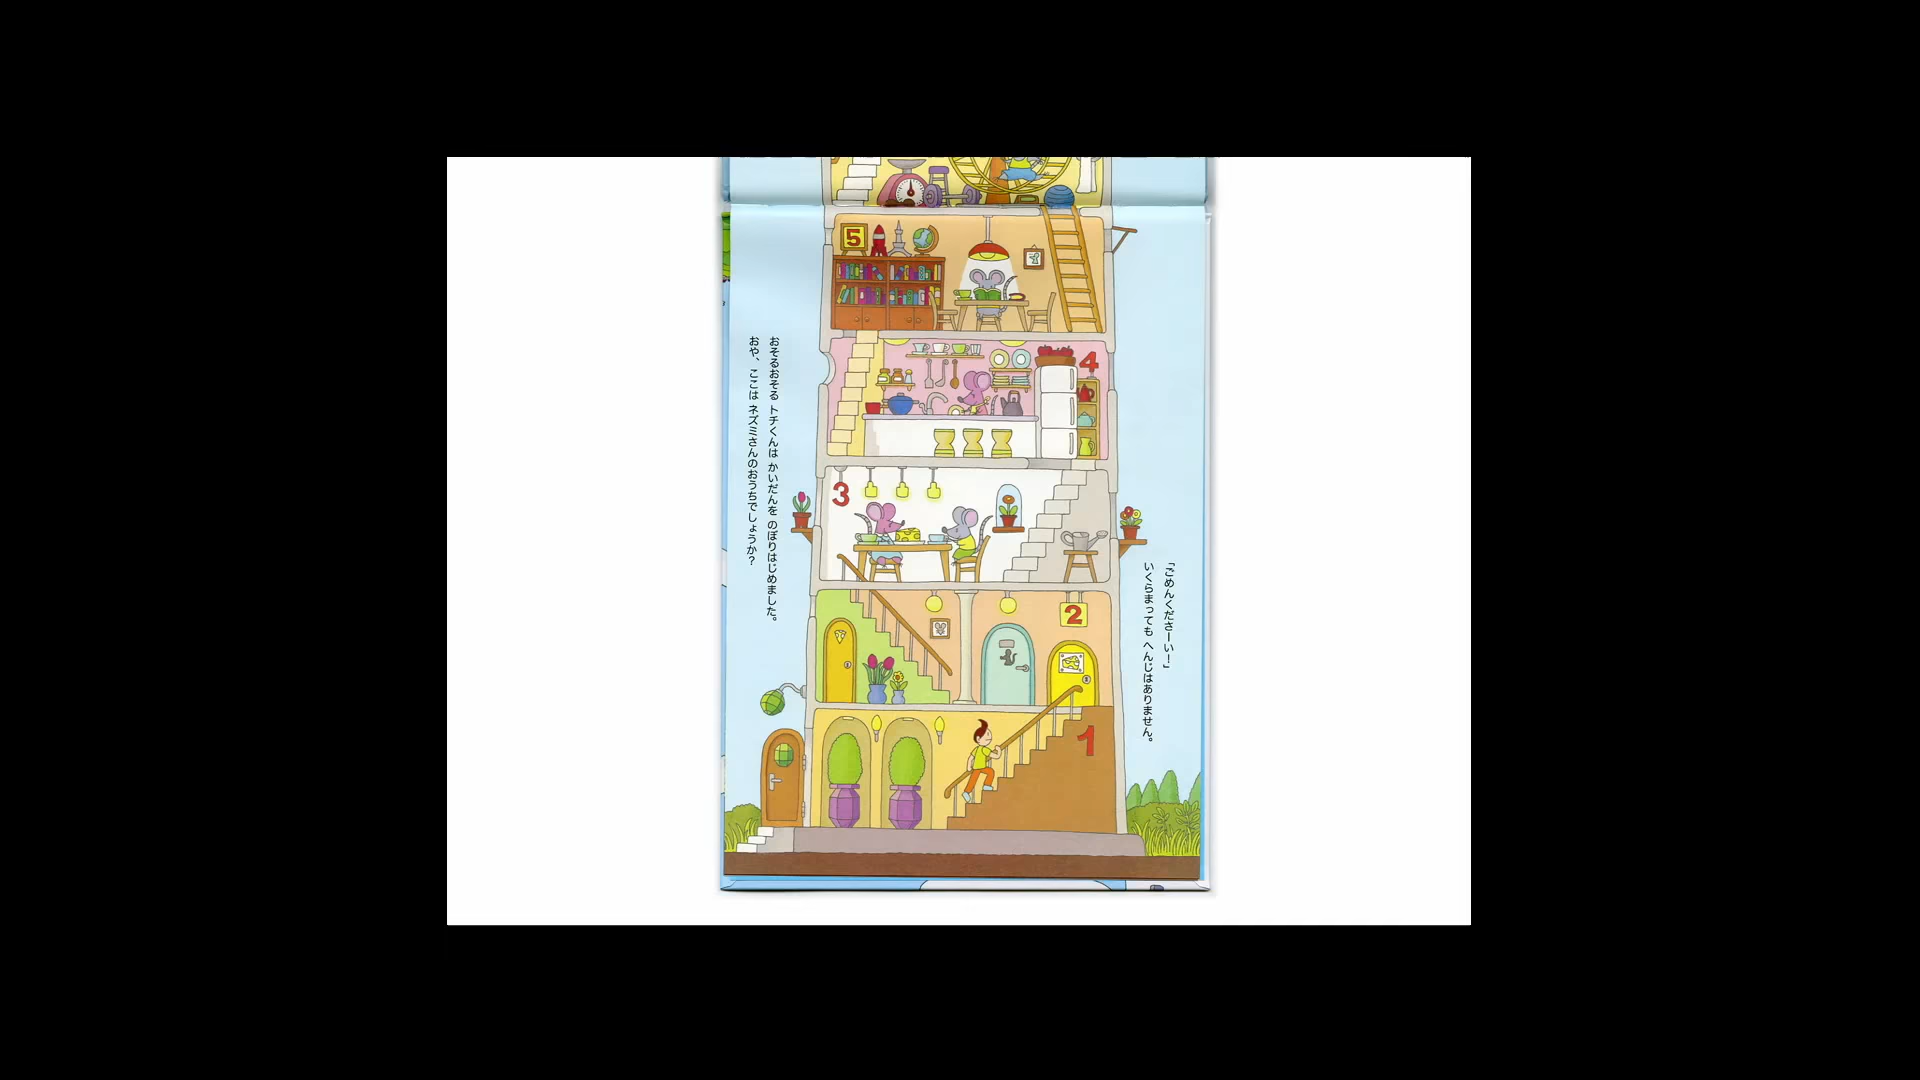 「ごめんくださーい！」
いくらまっても へんじはありません。
おそるおそる トチくんは かいだんを のぼりはじめました。
おや、ここは ネズミさんのおうちでしょうか？
5
4
3
2
1